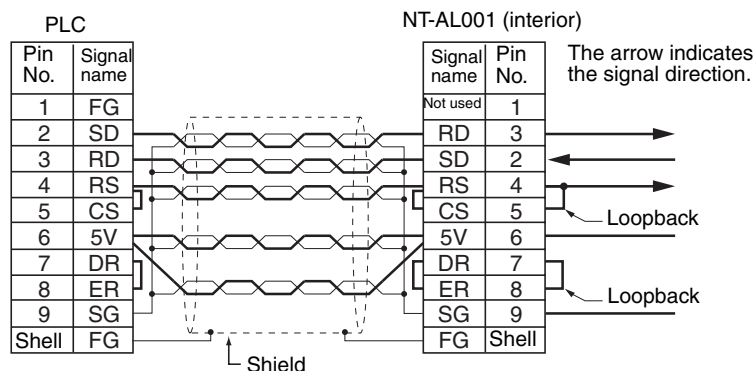 PLC
NT-AL001 (interior)
Pin No. Signal name
Signal name Pin No.
The arrow indicates
the signal direction.
1 FG
Not used 1
2 SD
RD 3
3 RD
SD 2
4 RS
RS 4
5 CS
CS 5
Loopback
6 5V
5V 6
7 DR
DR 7
8 ER
ER 8
Loopback
9 SG
SG 9
Shell FG
FG Shell
Shield